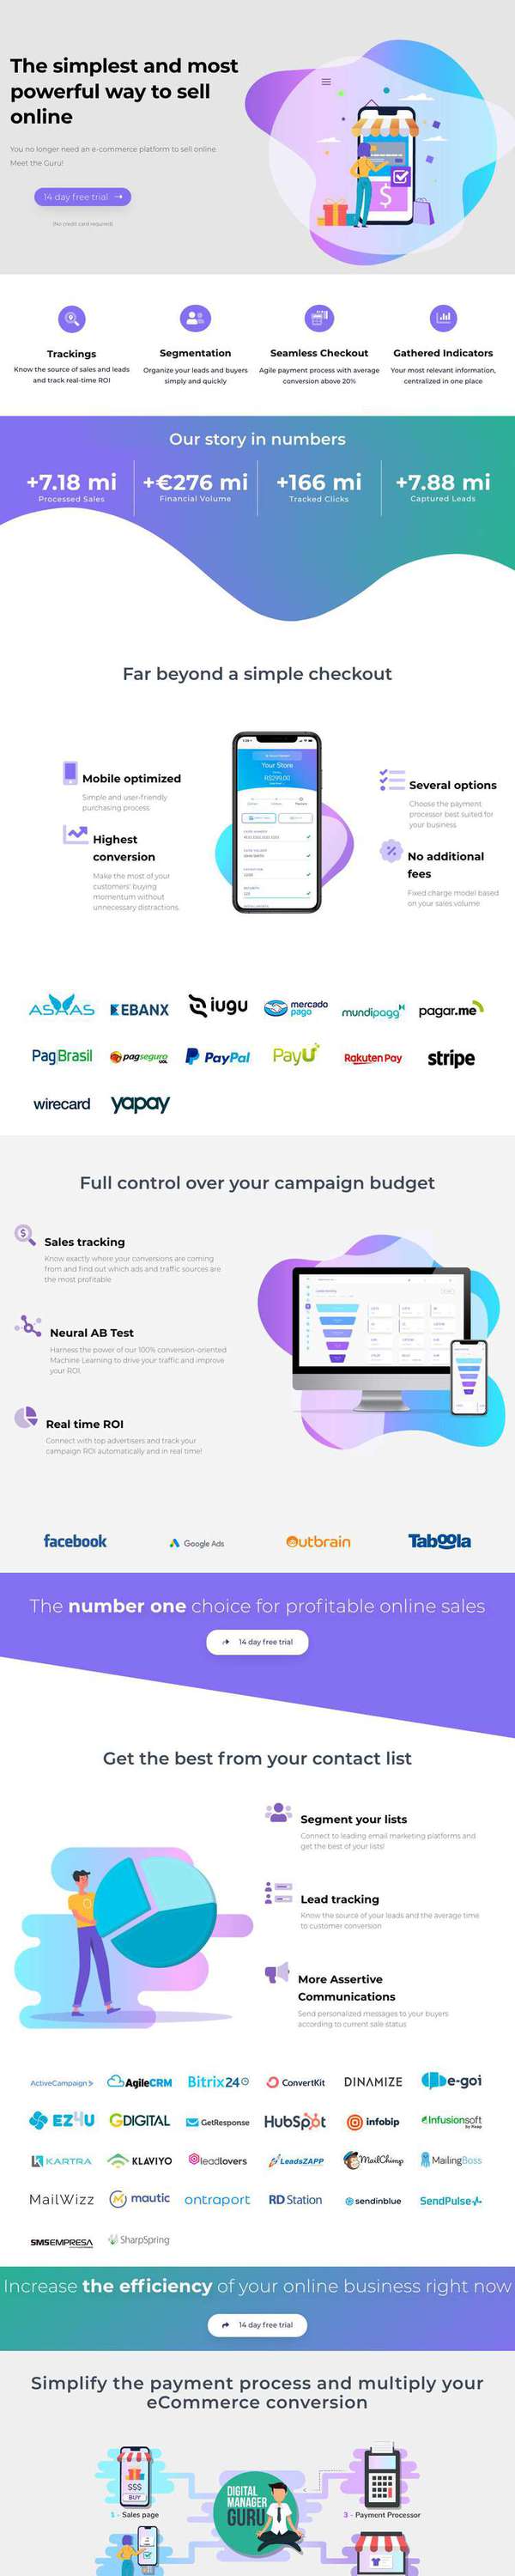 The simplest and most
powerful way to sell
online
You no longer need an e-commerce platform to sell online.
Meet the Guru!
14 day free trial
(No credit card required)
Trackings
Know the source of sales and leads
and track real-time ROI
Segmentation
Organize your leads and buyers
simply and quickly
Seamless Checkout
Agile payment process with average
conversion above 20%
Gathered Indicators
Your most relevant information,
centralized in one place
Our story in numbers
+7.18 mi
Processed Sales
+€276 mi
Financial Volume
+166 mi
Tracked Clicks
+7.88 mi
Captured Leads
Far beyond a simple checkout
Mobile optimized
Simple and user-friendly
purchasing process
Highest
conversion
Make the most of your
customers' buying
momentum without
unnecessary distractions.
Your Store
Several options
Choose the payment
processor best suited for
your business
No additional
fees
Fixed charge model based
on your sales volume
ASAAS
EBANX
iugu
mercado
pago
mundipagg
pagar.me
PagBrasil
pagseguro
UOL
PayPal
PayU
Rakuten Pay
stripe
wirecard
yapay
Full control over your campaign budget
Sales tracking
Know exactly where your conversions are coming
from and find out which ads and traffic sources are
the most profitable
Neural AB Test
Harness the power of our 100% conversion-oriented
Machine Learning to drive your traffic and improve
your ROI.
Real time ROI
Connect with top advertisers and track your
campaign ROI automatically and in real time!
facebook
Google Ads
Outbrain
Taboola
The number one choice for profitable online sales
14 day free trial
Get the best from your contact list
Segment your lists
Connect to leading email marketing platforms and
get the best of your lists!
Lead tracking
Know the source of your leads and the average time
to customer conversion
More Assertive
Communications
Send personalized messages to your buyers
according to current sale status
ActiveCampaign >
AgileCRM
Bitrix24
ConvertKit
DINAMIZE
e-goi
EZ4U
GDIGITAL
GetResponse
HubSpot
infobip
Infusionsoft
by Keap
KARTRA
KLAVIYO
leadlovers
LeadsZAPP
MailChimp
MailingBoss
MailWizz
mautic
ontraport
RD Station
sendinblue
SendPulse
SMSEMPRESA
SharpSpring
Increase the efficiency of your online business right now
14 day free trial
Simplify the payment process and multiply your
eCommerce conversion
$$$
BUY
1 - Sales page
DIGITAL
MANAGER
GURU
3 - Payment Processor